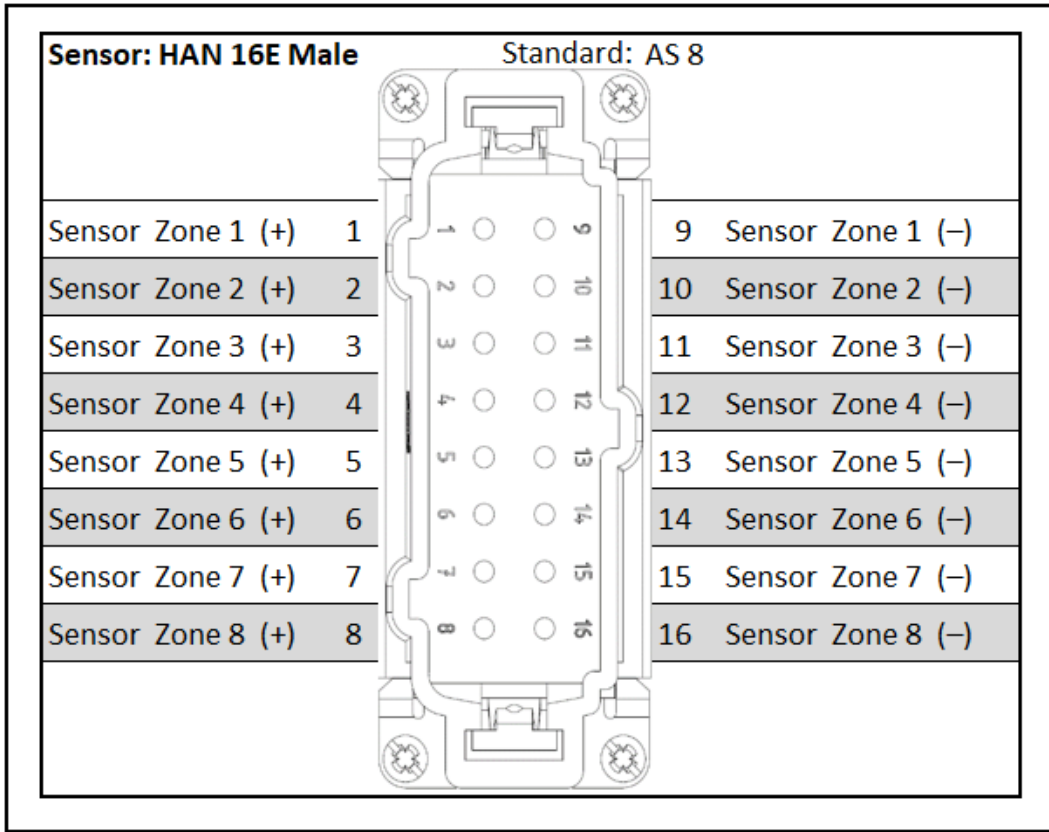 Sensor: HAN 16E Male Standard: AS 8
Sensor Zone 1 (+) 1 1 9 9 Sensor Zone 1 (–)
Sensor Zone 2 (+) 2 2 10 10 Sensor Zone 2 (–)
Sensor Zone 3 (+) 3 3 11 11 Sensor Zone 3 (–)
Sensor Zone 4 (+) 4 4 12 12 Sensor Zone 4 (–)
Sensor Zone 5 (+) 5 5 13 13 Sensor Zone 5 (–)
Sensor Zone 6 (+) 6 6 14 14 Sensor Zone 6 (–)
Sensor Zone 7 (+) 7 7 15 15 Sensor Zone 7 (–)
Sensor Zone 8 (+) 8 8 16 16 Sensor Zone 8 (–)